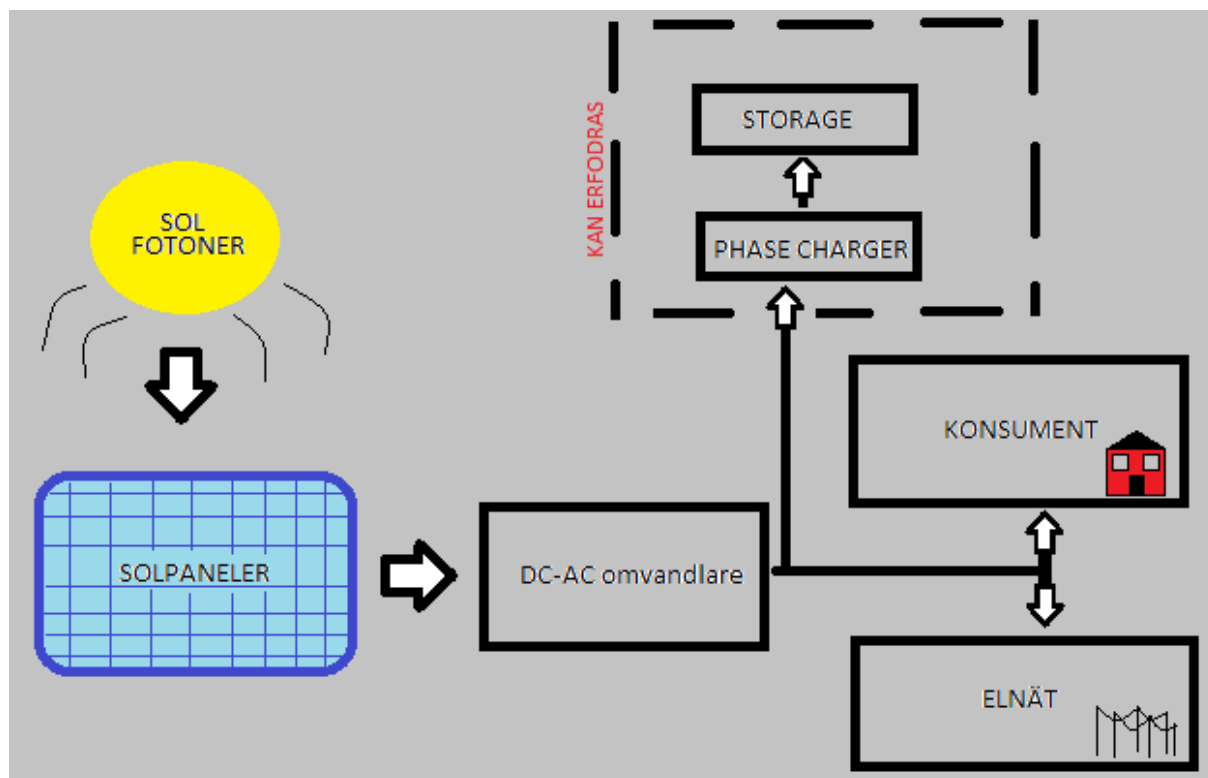 SOL
FOTONER
SOLPANELER
DC-AC omvandlare
KAN ERFODRAS
STORAGE
PHASE CHARGER
KONSUMENT
ELNÄT